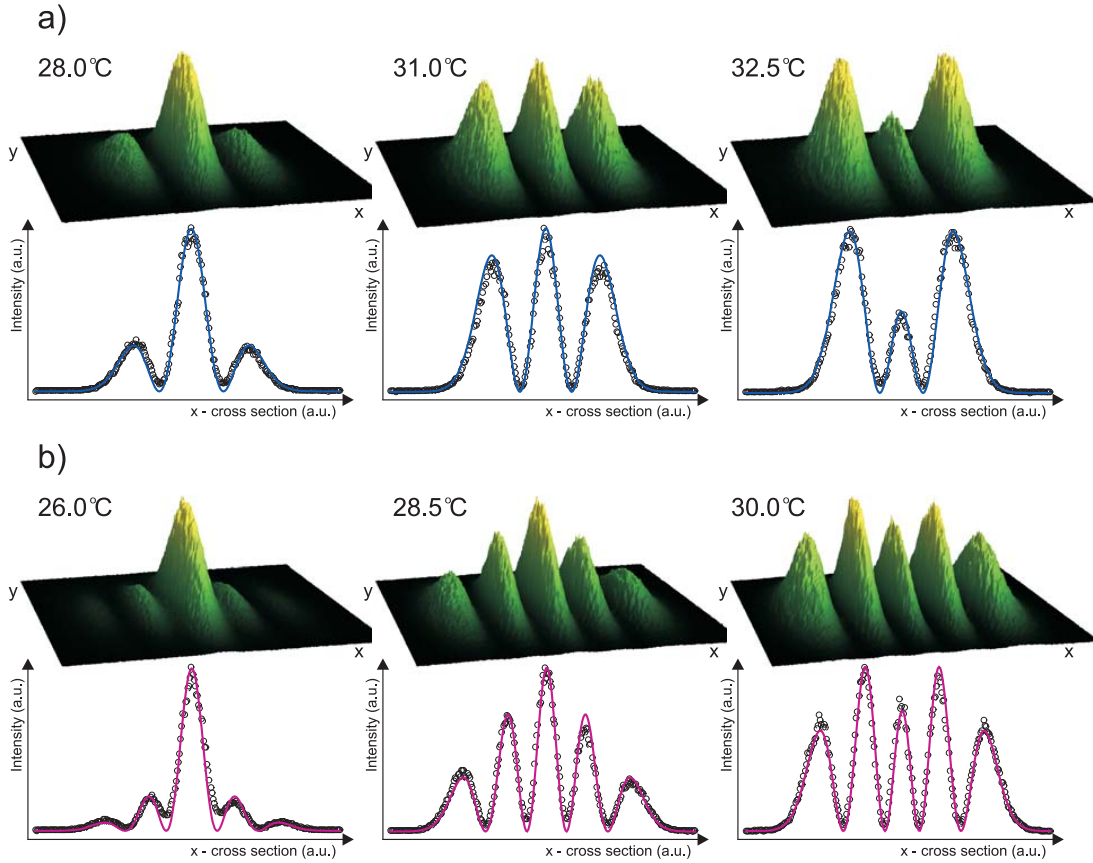 a)
28.0℃
31.0℃
32.5℃
y
x
y
x
Intensity (a.u.)
Intensity (a.u.)
Intensity (a.u.)
x - cross section (a.u.)
x - cross section (a.u.)
x - cross section (a.u.)
b)
26.0℃
28.5℃
30.0℃
y
x
y
x
Intensity (a.u.)
Intensity (a.u.)
Intensity (a.u.)
x - cross section (a.u.)
x - cross section (a.u.)
x - cross section (a.u.)